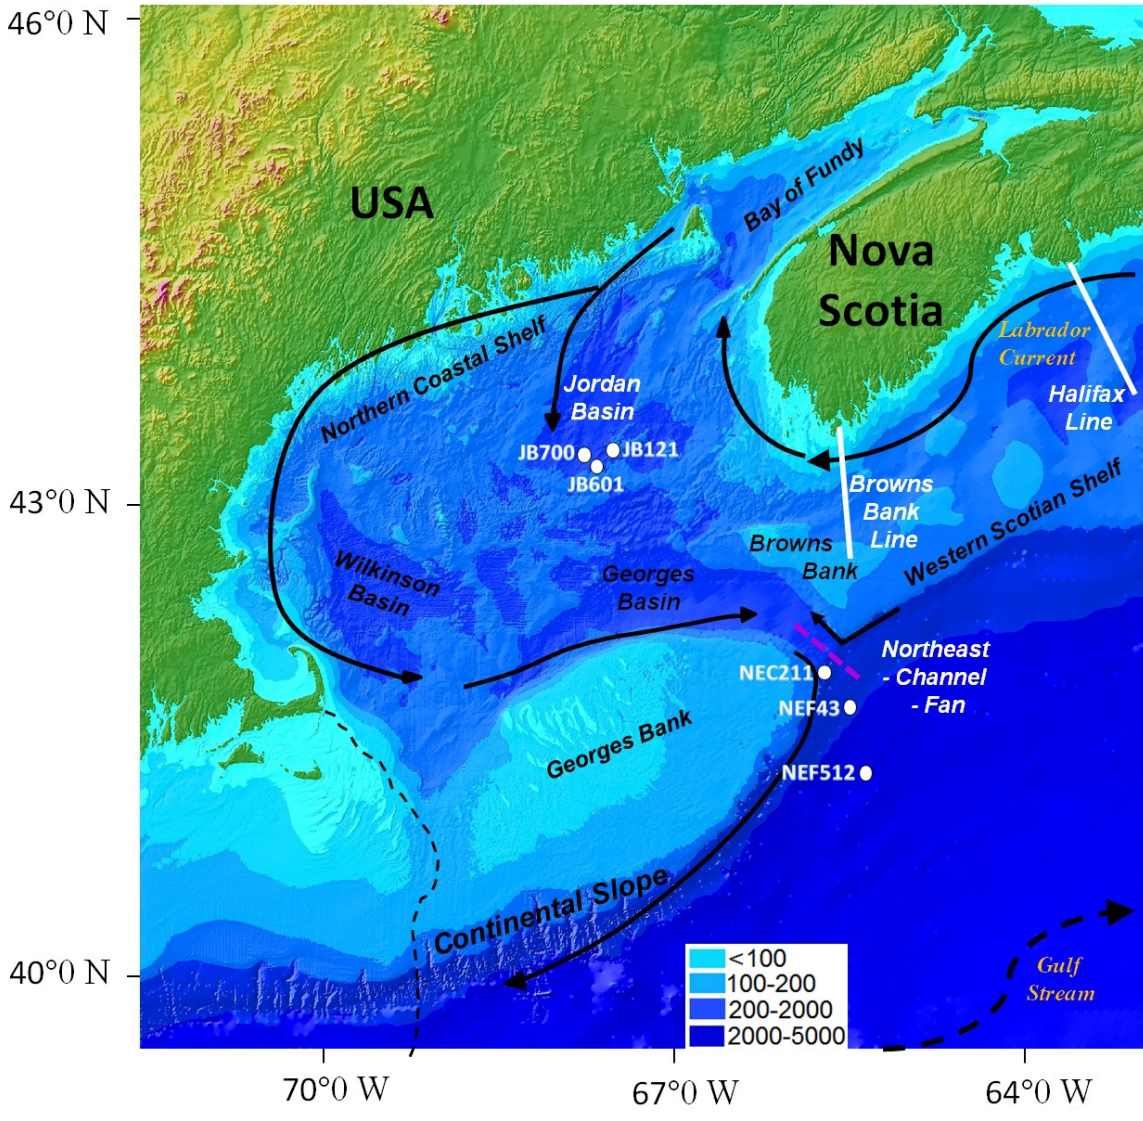 46°0 N
43°0 N
40°0 N
USA
Bay of Fundy
Nova
Scotia
Labrador
Current
Halifax
Line
Northern Coastal Shelf
Jordan
Basin
JB700
JB121
JB601
Browns
Bank
Line
Western Scotian Shelf
Browns
Bank
Wilkinson
Basin
Georges
Basin
Northeast
- Channel
- Fan
NEC211
NEF43
NEF512
Georges Bank
Continental Slope
Gulf
Stream
<100
100-200
200-2000
2000-5000
70°0 W
67°0 W
64°0 W